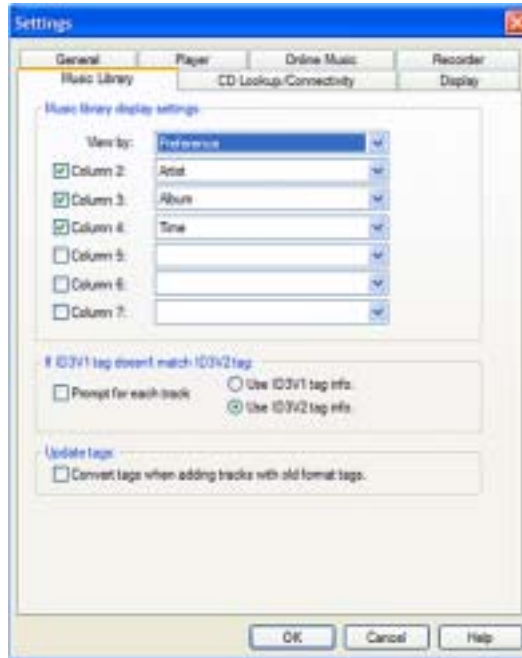 Settings
General Player Online Music Recorder
Music Library CD Lookup/Connectivity Display
Music library display settings
View by: Preference
Column 2: Artist
Column 3: Album
Column 4: Time
Column 5:
Column 6:
Column 7:
If ID3V1 tag doesn't match ID3V2 tag:
Prompt for each track
Use ID3V1 tag info.
Use ID3V2 tag info.
Update tags:
Convert tags when adding tracks with old format tags.
OK Cancel Help